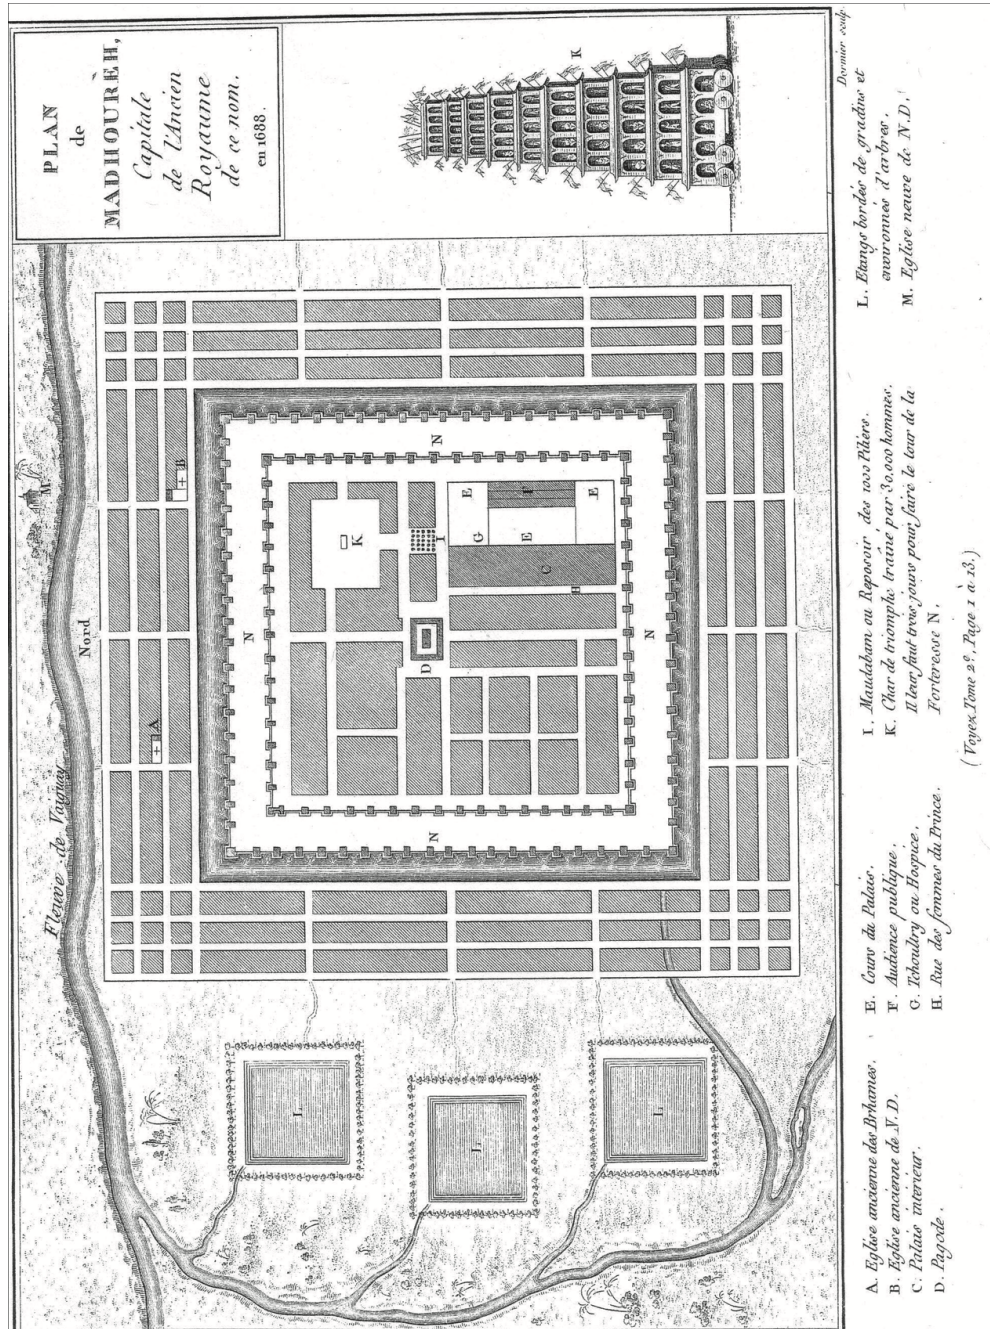 PLAN
de
MADHOURÈH,
Capitale
de l'Ancien
Royaume
de ce nom.
en 1688.
K
Fleuve de Vaiguay
Nord
M
A
B
N
N
N
N
K
I
D
E
F
E
G
E
C
H
L
L
L
Dormier sculp.
A. Eglise ancienne des Brhames.
B. Eglise ancienne de N.D.
C. Palais intérieur.
D. Pagode.
E. Cours du Palais.
F. Audience publique.
G. Tchoultry ou Hospice.
H. Rue des femmes du Prince.
I. Maudabam ou Reposoir des 1000 Piliers.
K. Char de triomphe traîné par 30,000 hommes.
Il leur faut trois jours pour faire le tour de la
Forteresse N.
L. Etangs bordés de gradins et
environnés d'arbres.
M. Eglise neuve de N.D.
(Voyez Tome 2e. Page 1 à 13.)